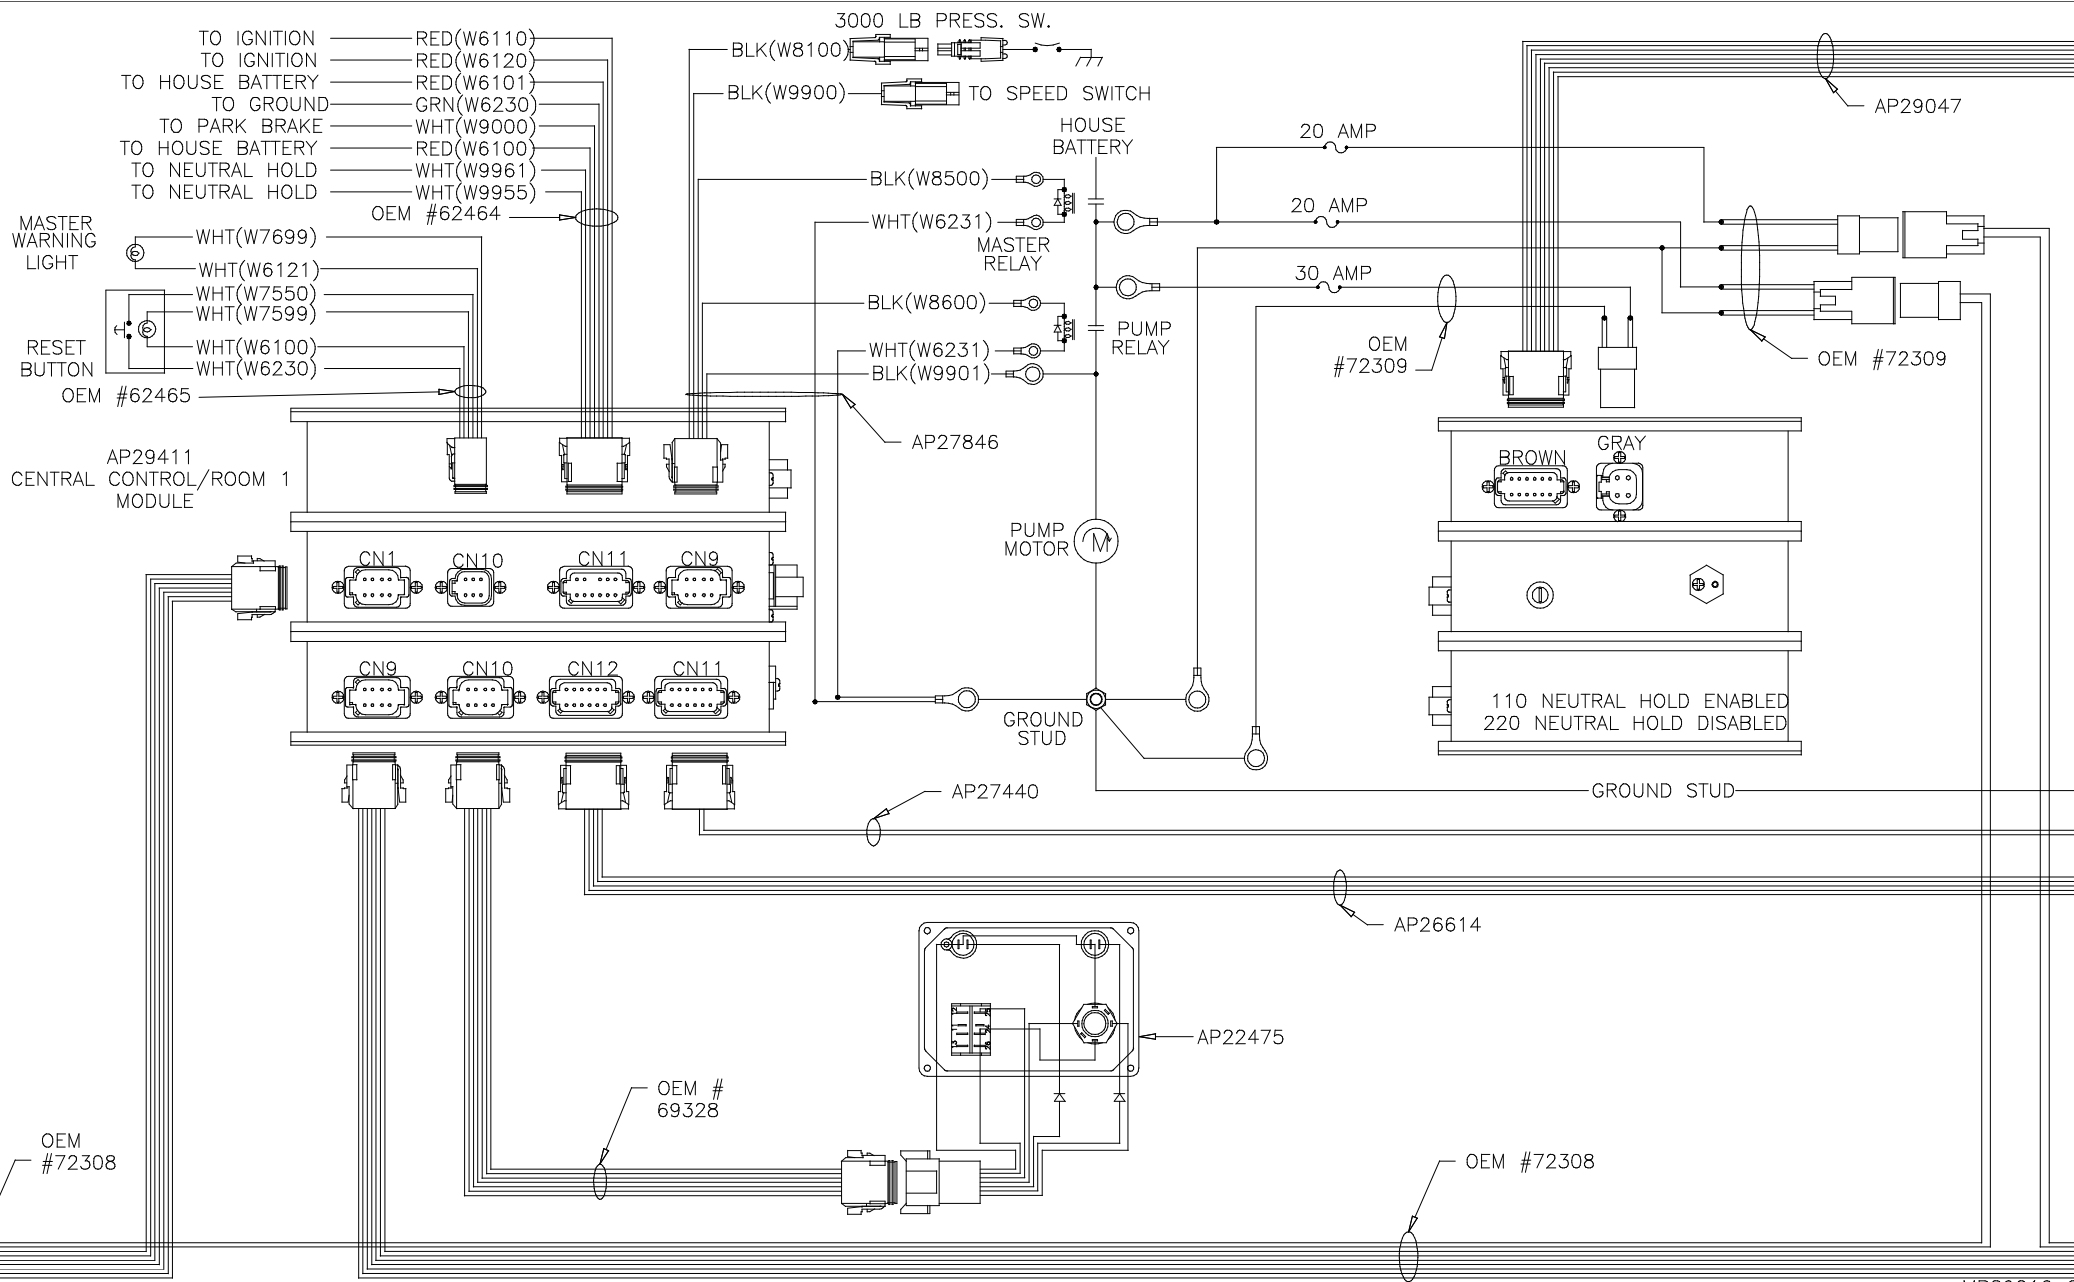 3000 LB PRESS. SW.
TO IGNITION RED(W6110)
TO IGNITION RED(W6120)
TO HOUSE BATTERY RED(W6101)
TO GROUND GRN(W6230)
TO PARK BRAKE WHT(W9000)
TO HOUSE BATTERY RED(W6100)
TO NEUTRAL HOLD WHT(W9961)
TO NEUTRAL HOLD WHT(W9955)
OEM #62464
BLK(W8100)
BLK(W9900) TO SPEED SWITCH
HOUSE
BATTERY
20 AMP
20 AMP
30 AMP
AP29047
MASTER
WARNING
LIGHT
WHT(W7699)
WHT(W6121)
WHT(W7550)
WHT(W7599)
WHT(W6100)
WHT(W6230)
RESET
BUTTON
OEM #62465
BLK(W8500)
WHT(W6231)
MASTER
RELAY
BLK(W8600)
PUMP
RELAY
WHT(W6231)
BLK(W9901)
AP27846
OEM
#72309
OEM #72309
AP29411
CENTRAL CONTROL/ROOM 1
MODULE
GRAY
BROWN
PUMP
MOTOR
M
CN1
CN10
CN11
CN9
CN9
CN10
CN12
CN11
GROUND
STUD
110 NEUTRAL HOLD ENABLED
220 NEUTRAL HOLD DISABLED
GROUND STUD
AP27440
AP26614
AP22475
OEM #
69328
OEM
#72308
OEM #72308